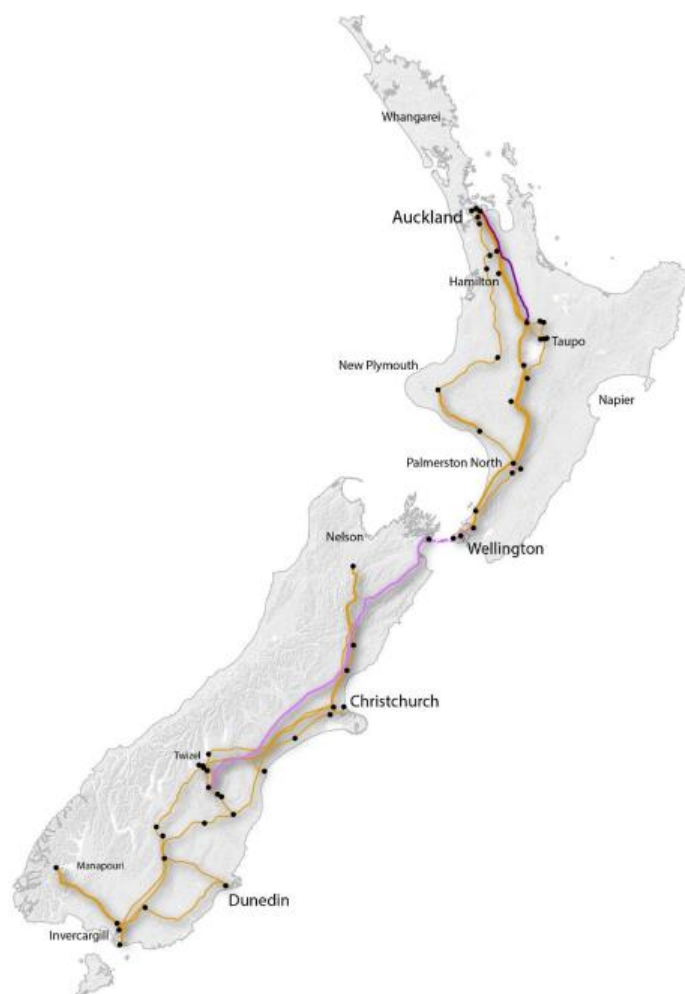 Whangarei
Auckland
Hamilton
Taupo
New Plymouth
Napier
Palmerston North
Nelson
Wellington
Christchurch
Twizel
Manapouri
Dunedin
Invercargill